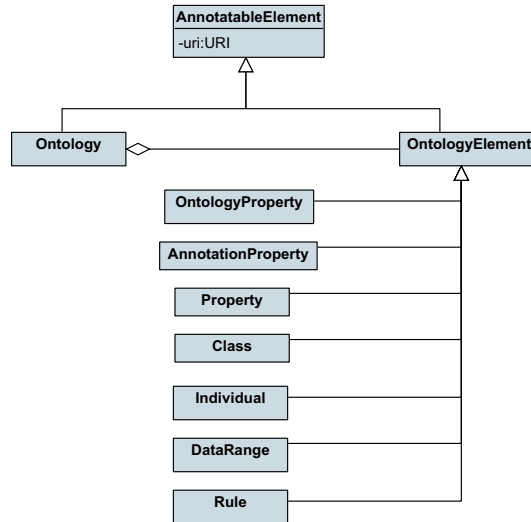 AnnotatableElement
-uri:URI
Ontology
OntologyElement
OntologyProperty
AnnotationProperty
Property
Class
Individual
DataRange
Rule